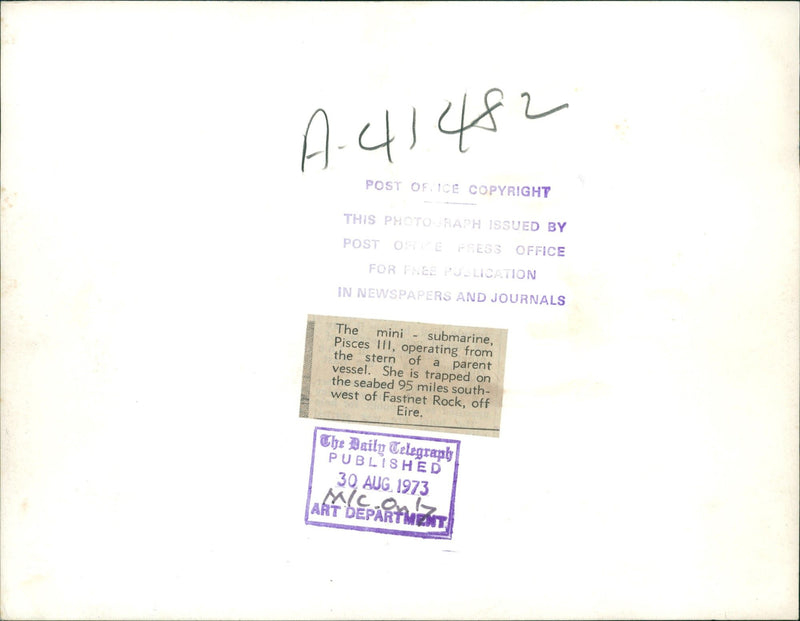 A-41482
POST OFFICE COPYRIGHT
THIS PHOTOGRAPH ISSUED BY
POST OFFICE PRESS OFFICE
FOR FREE PUBLICATION
IN NEWSPAPERS AND JOURNALS
The mini - submarine,
Pisces III, operating from
the stern of a parent
vessel. She is trapped on
the seabed 95 miles south-
west of Fastnet Rock, off
Eire.
The Daily Telegraph
PUBLISHED
30 AUG. 1973
M/C. Only
ART DEPARTMENT.